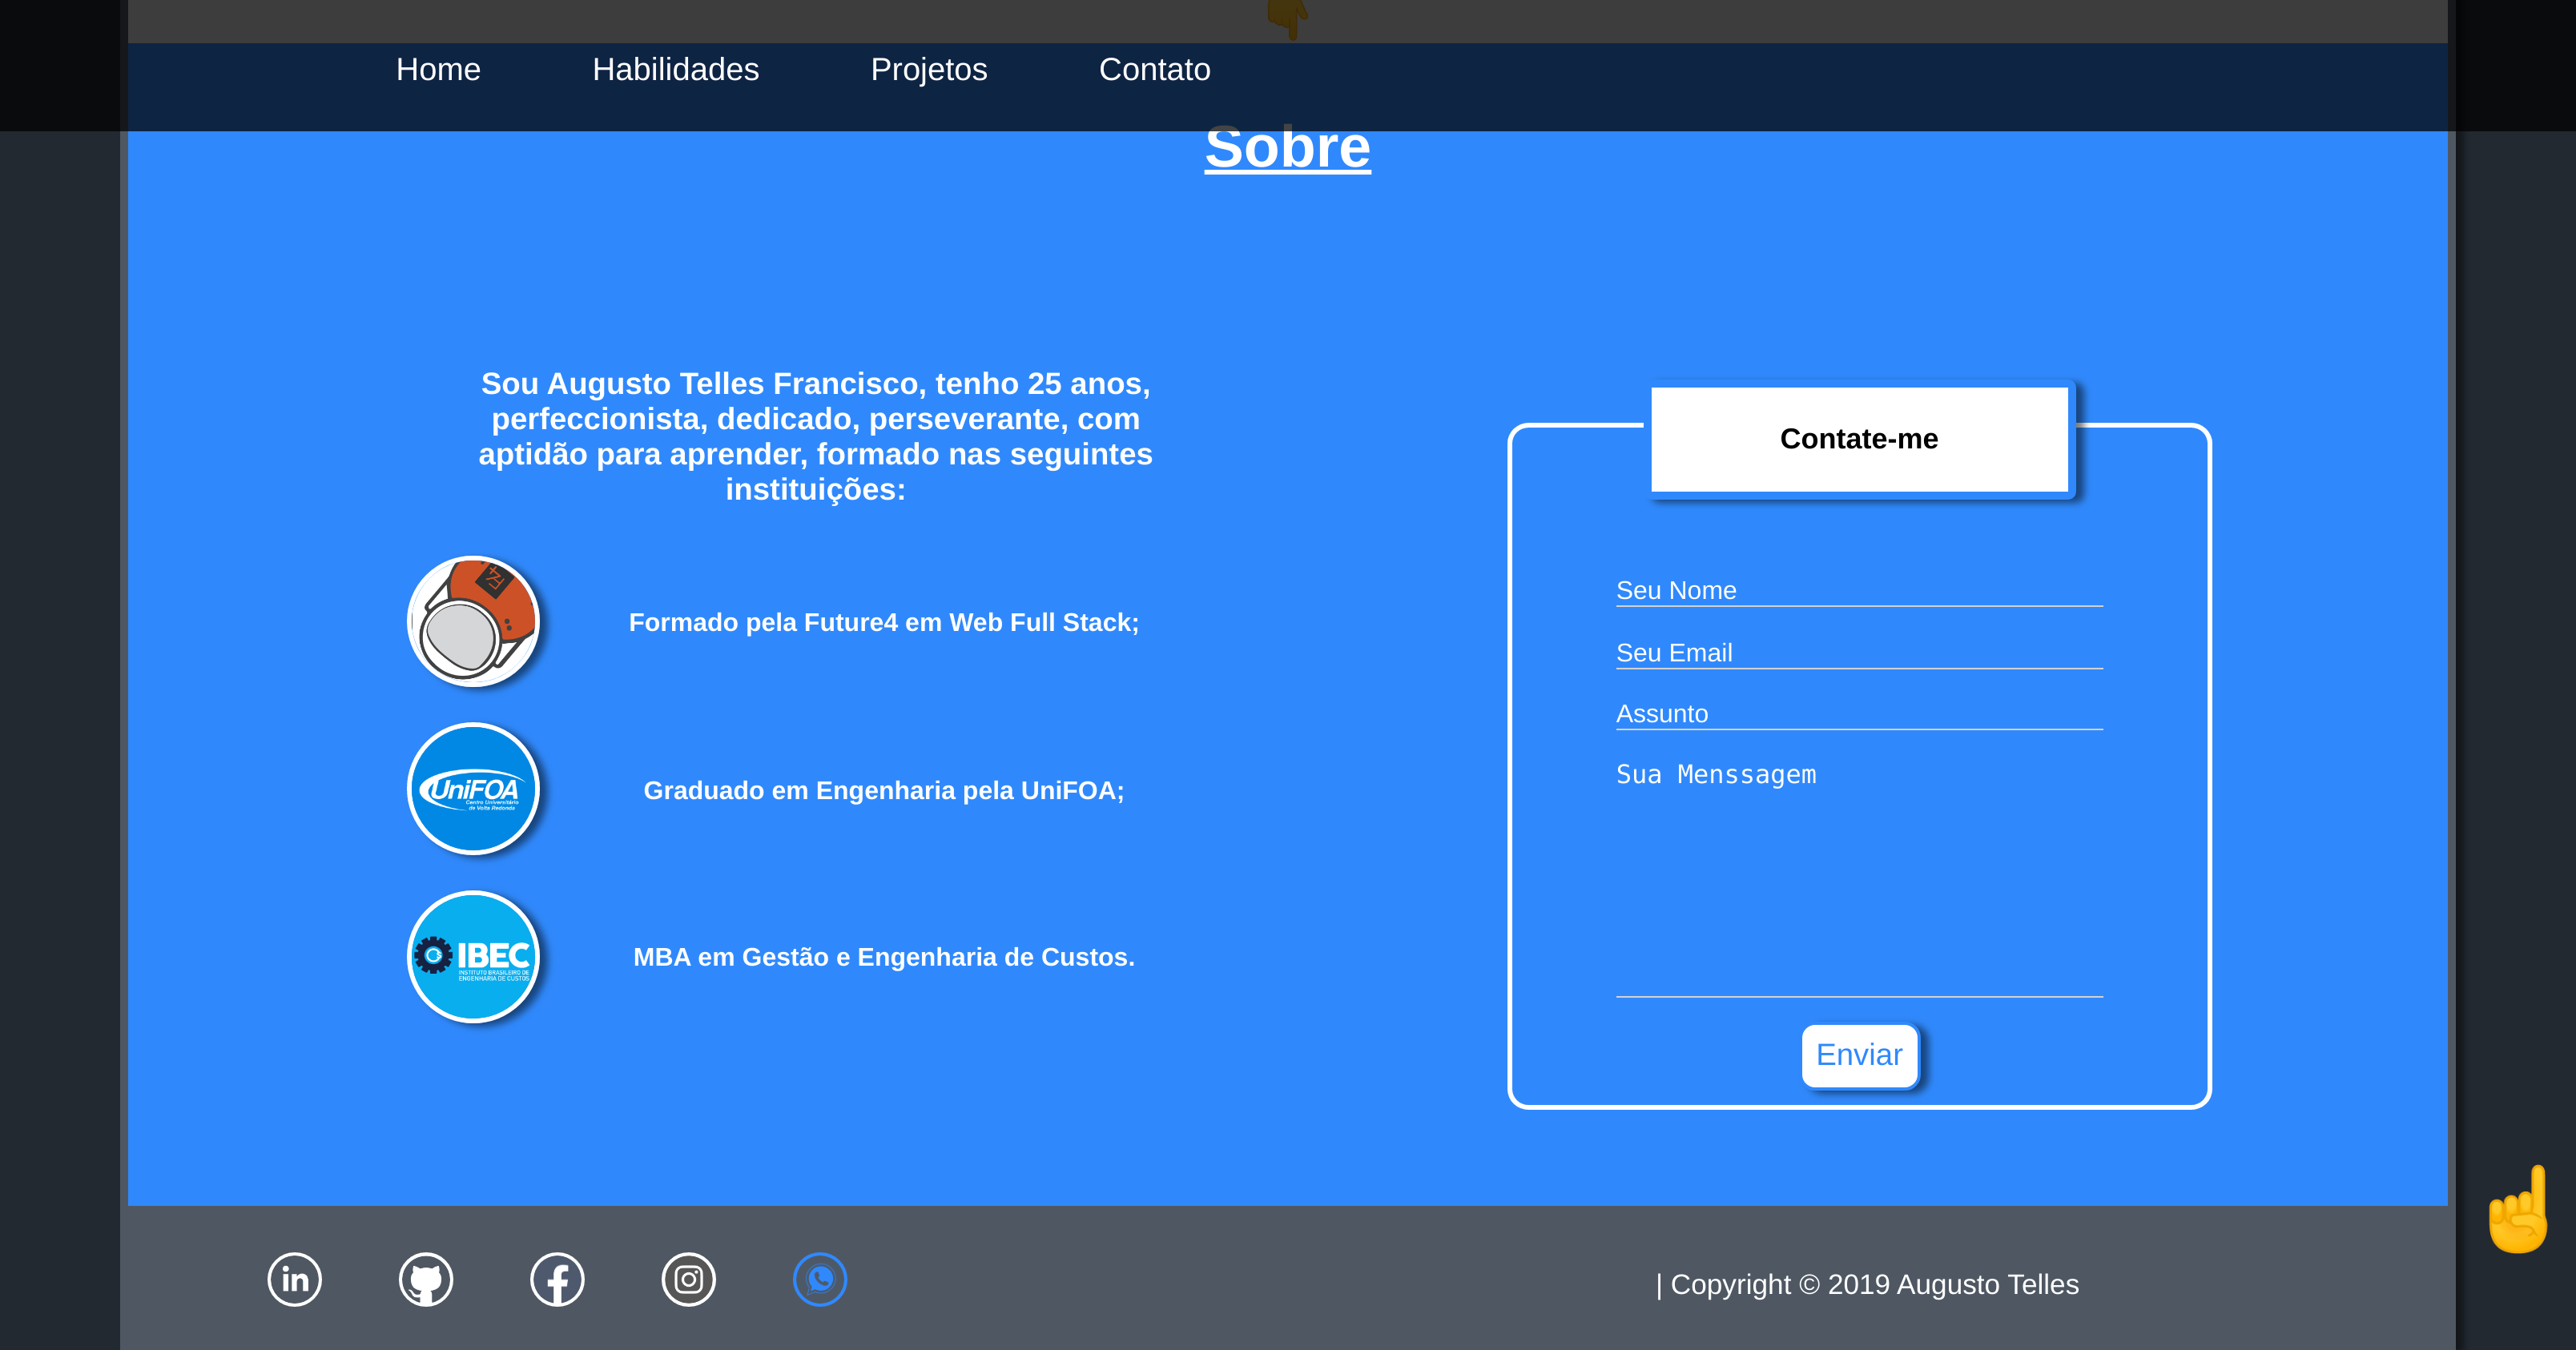 Home Habilidades Projetos Contato
Sobre
Sou Augusto Telles Francisco, tenho 25 anos,
perfeccionista, dedicado, perseverante, com
aptidão para aprender, formado nas seguintes
instituições:
F4
Formado pela Future4 em Web Full Stack;
UniFOA
Centro Universitário
de Volta Redonda
Graduado em Engenharia pela UniFOA;
IBEC
INSTITUTO BRASILEIRO DE
ENGENHARIA DE CUSTOS
MBA em Gestão e Engenharia de Custos.
Contate-me
Seu Nome
Seu Email
Assunto
Sua Menssagem
Enviar
in
| Copyright © 2019 Augusto Telles